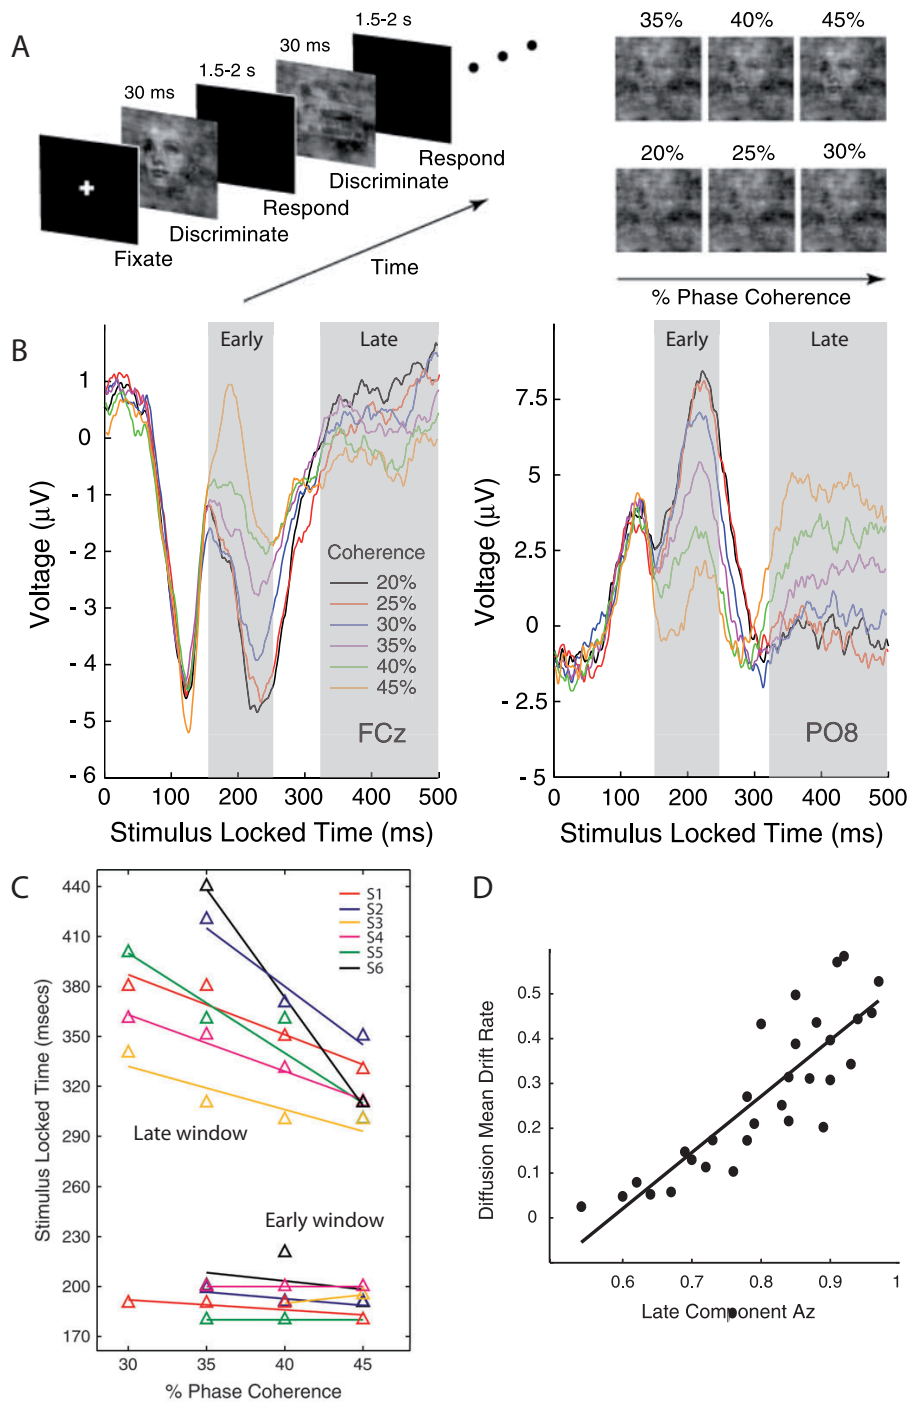 A
30 ms
1.5-2 s
30 ms
1.5-2 s
Fixate
Discriminate
Respond
Discriminate
Respond
Time
35% 40% 45%
20% 25% 30%
% Phase Coherence
B
Early Late
1
0
- 1
- 2
- 3
- 4
- 5
- 6
Voltage (μV)
Coherence
20%
25%
30%
35%
40%
45%
FCz
0 100 200 300 400 500
Stimulus Locked Time (ms)
Early Late
7.5
5
2.5
0
-2.5
-5
Voltage (μV)
PO8
0 100 200 300 400 500
Stimulus Locked Time (ms)
C
440
410
380
350
320
290
260
230
200
170
Stimulus Locked Time (msecs)
S1
S2
S3
S4
S5
S6
Late window
Early window
30 35 40 45
% Phase Coherence
D
0.5
0.4
0.3
0.2
0.1
0
Diffusion Mean Drift Rate
0.6 0.7 0.8 0.9 1
Late Component Az